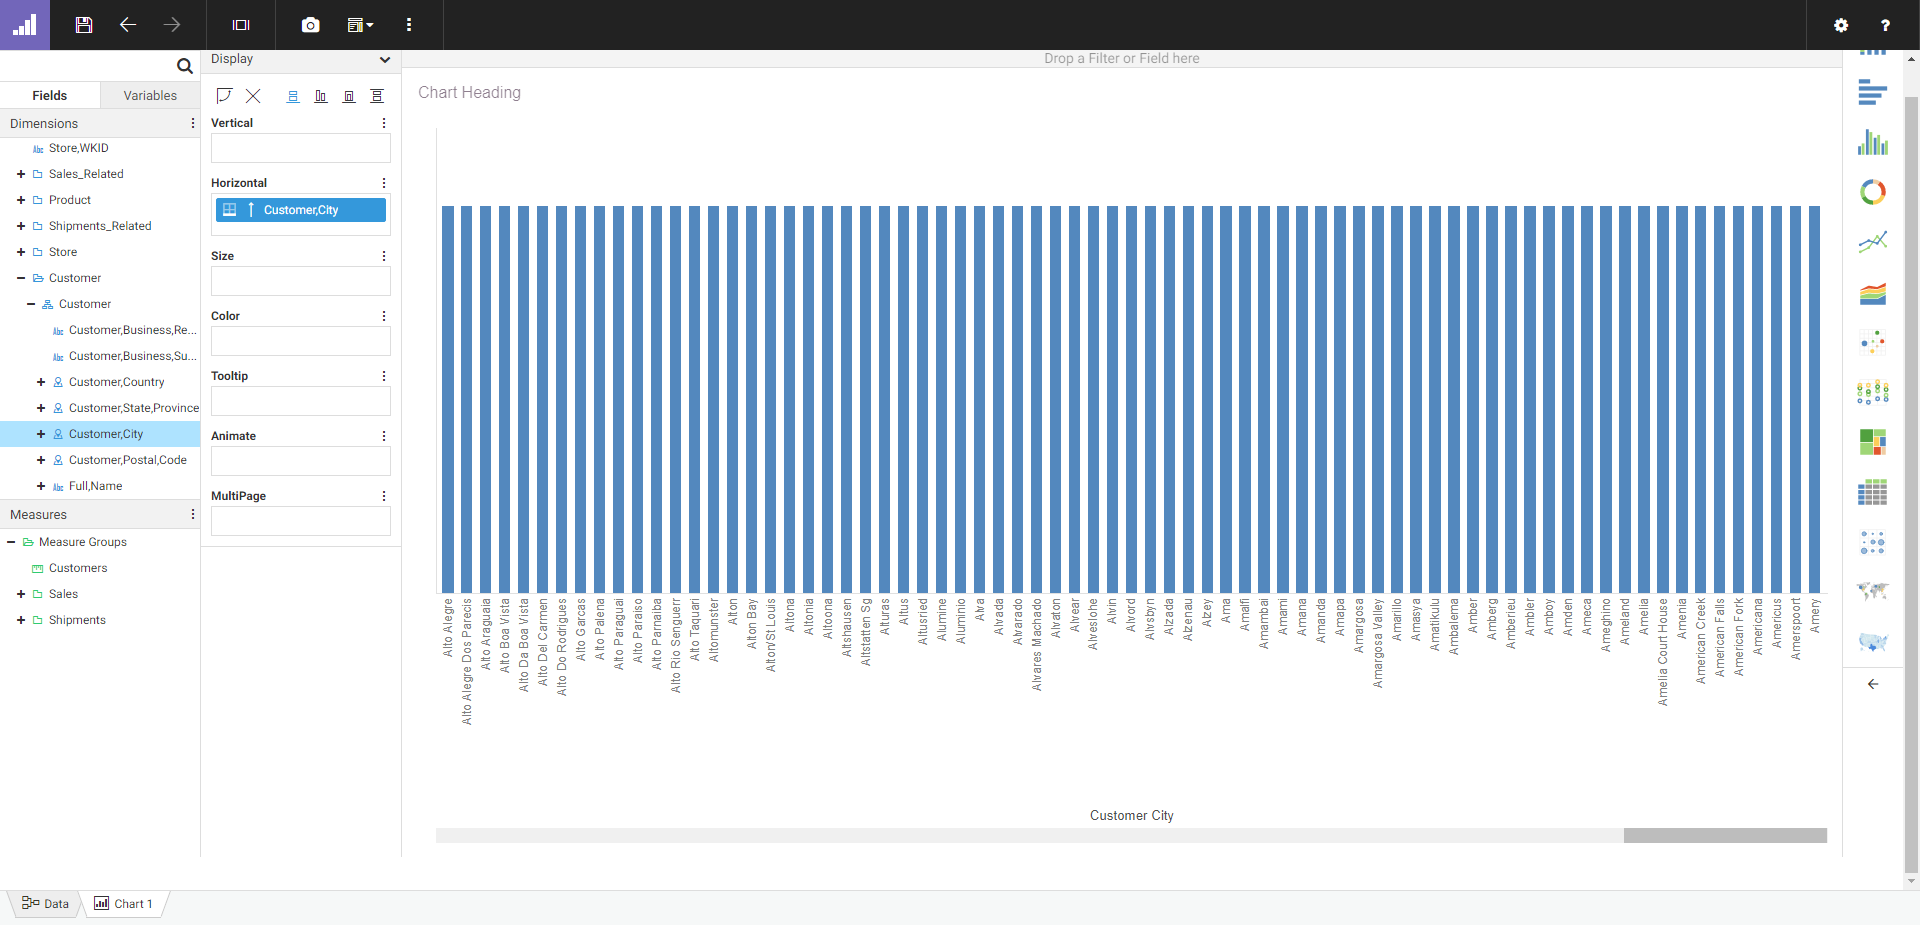 ?
Fields
Variables
Dimensions
Abc Store,WKID
Sales_Related
Product
Shipments_Related
Store
Customer
Customer
Abc Customer,Business,Re...
Abc Customer,Business,Su...
Customer,Country
Customer,State,Province
Customer,City
Customer,Postal,Code
Abc Full,Name
Measures
Measure Groups
Customers
Sales
Shipments
Display
Vertical
Horizontal
Customer,City
Size
Color
Tooltip
Animate
MultiPage
Drop a Filter or Field here
Chart Heading
Alto Alegre
Alto Alegre Dos Parecis
Alto Araguaia
Alto Boa Vista
Alto Da Boa Vista
Alto Del Carmen
Alto Do Rodrigues
Alto Garcas
Alto Palena
Alto Paraguai
Alto Paraiso
Alto Parnaiba
Alto Rio Senguerr
Alto Taquari
Altomunster
Alton
Alton Bay
Alton/St Louis
Altona
Altonia
Altoona
Altshausen
Altstatten Sg
Alturas
Altus
Altusried
Alumine
Aluminio
Alva
Alvada
Alvarado
Alvares Machado
Alvaton
Alvear
Alveslohe
Alvin
Alvord
Alvsbyn
Alzada
Alzenau
Alzey
Ama
Amalfi
Amambai
Amami
Amana
Amanda
Amapa
Amargosa
Amargosa Valley
Amarillo
Amasya
Amatikulu
Ambalema
Amber
Amberg
Amberieu
Ambler
Amboy
Amden
Ameca
Ameghino
Ameland
Amelia
Amelia Court House
Amenia
American Creek
American Falls
American Fork
Americana
Americus
Amerspoort
Amery
Customer City
Data
Chart 1